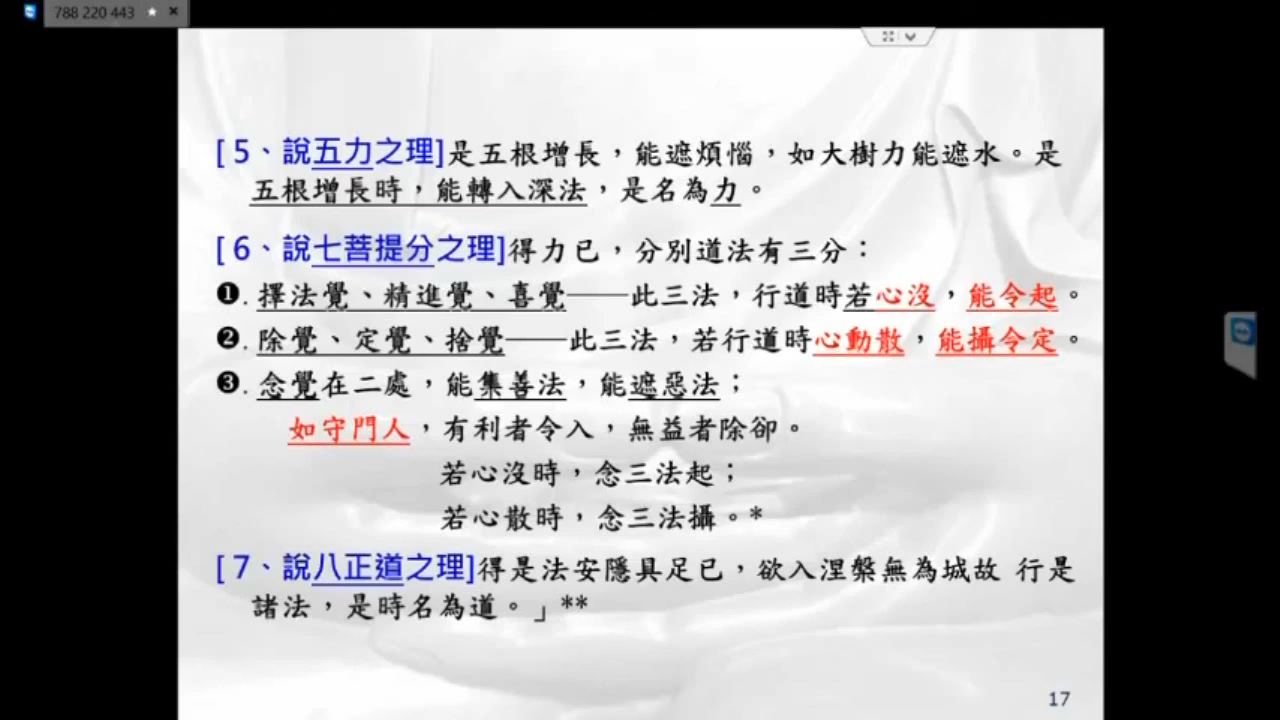 788 220 443
[ 5、說五力之理]是五根增長，能遮煩惱，如大樹力能遮水。是
五根增長時，能轉入深法，是名為力。
[ 6、說七菩提分之理]得力已，分別道法有三分：
❶. 擇法覺、精進覺、喜覺——此三法，行道時若心沒，能令起。
❷. 除覺、定覺、捨覺——此三法，若行道時心動散，能攝令定。
❸. 念覺在二處，能集善法，能遮惡法；
如守門人，有利者令入，無益者除卻。
若心沒時，念三法起；
若心散時，念三法攝。*
[ 7、說八正道之理]得是法安隱具足已，欲入涅槃無為城故 行是
諸法，是時名為道。」**
17